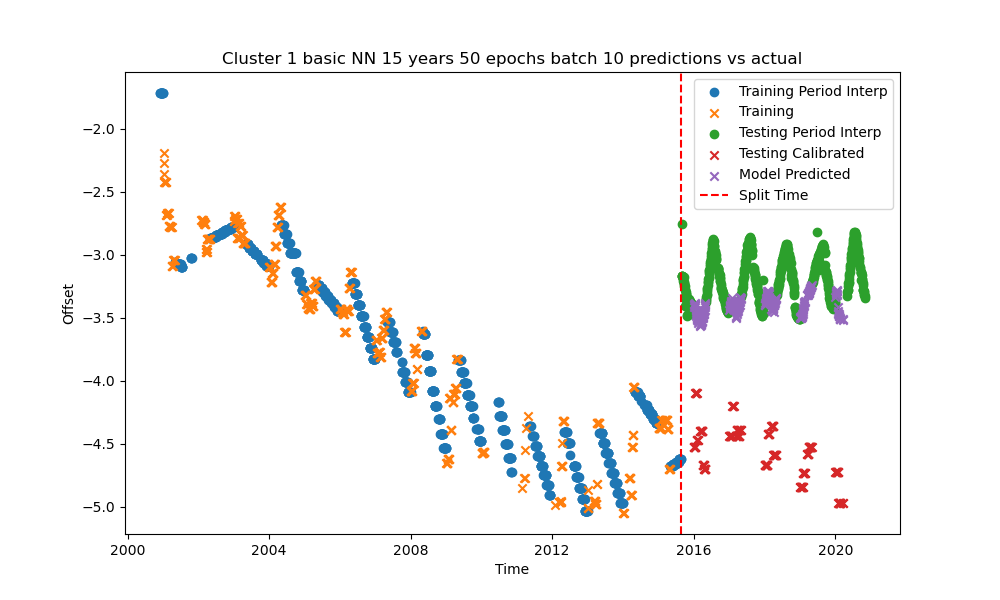 Cluster 1 basic NN 15 years 50 epochs batch 10 predictions vs actual
Training Period Interp
Training
Testing Period Interp
Testing Calibrated
Model Predicted
Split Time
−2.0
−2.5
−3.0
−3.5
−4.0
−4.5
−5.0
Offset
2000
2004
2008
2012
2016
2020
Time